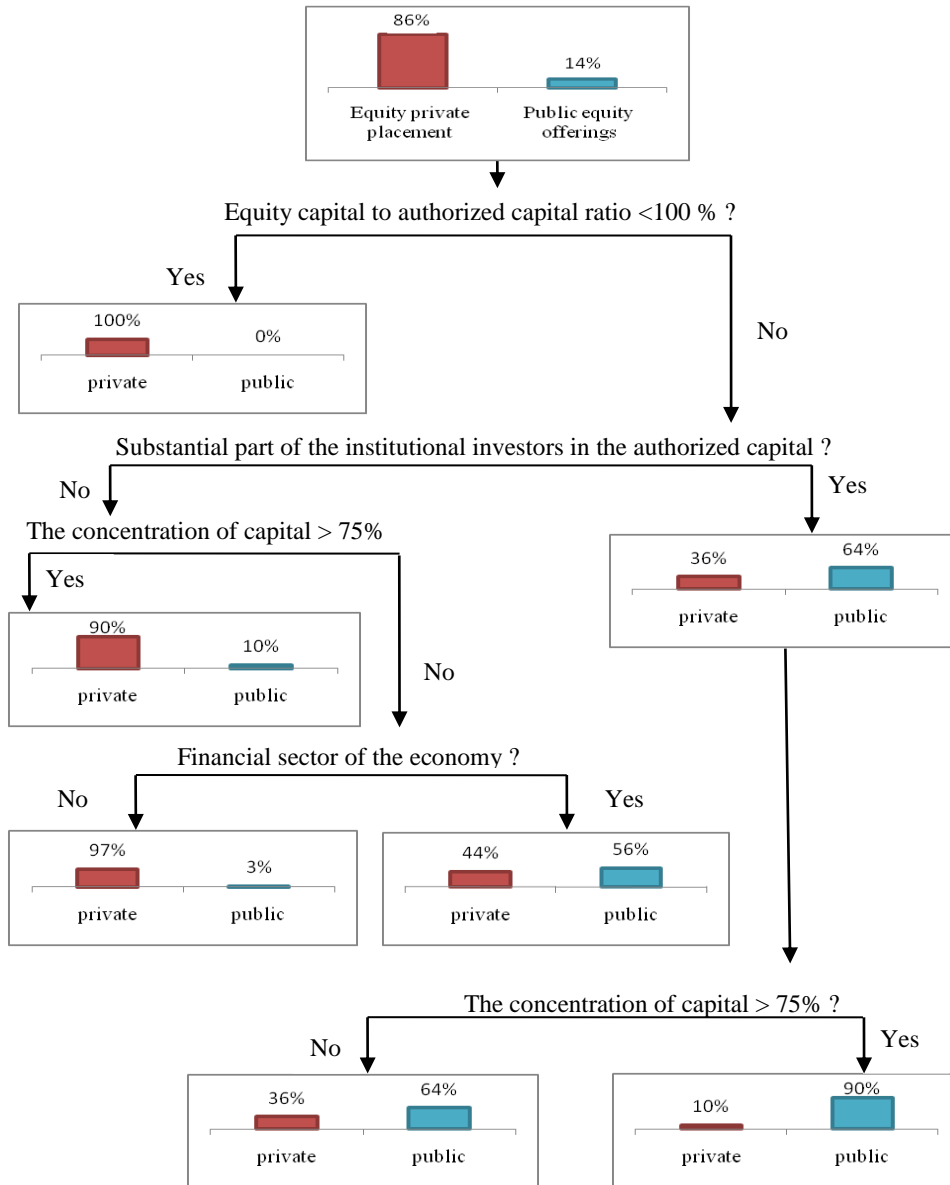 86%
14%
Equity private placement
Public equity offerings
Equity capital to authorized capital ratio <100 % ?
Yes
No
100%
0%
private
public
Substantial part of the institutional investors in the authorized capital ?
No
Yes
The concentration of capital > 75%
36%
64%
private
public
Yes
No
90%
10%
private
public
Financial sector of the economy ?
No
Yes
97%
3%
private
public
44%
56%
private
public
The concentration of capital > 75% ?
No
Yes
36%
64%
private
public
10%
90%
private
public